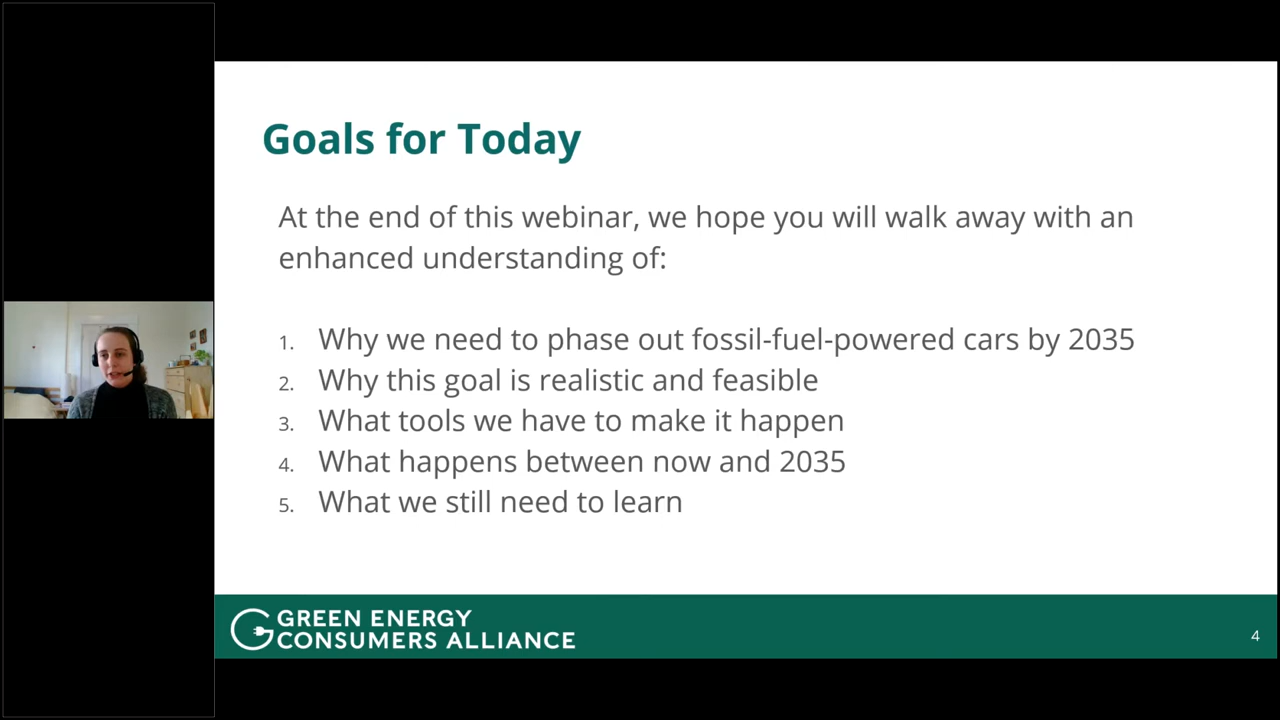 Goals for Today
At the end of this webinar, we hope you will walk away with an
enhanced understanding of:
1. Why we need to phase out fossil-fuel-powered cars by 2035
2. Why this goal is realistic and feasible
3. What tools we have to make it happen
4. What happens between now and 2035
5. What we still need to learn
GREEN ENERGY
CONSUMERS ALLIANCE
4